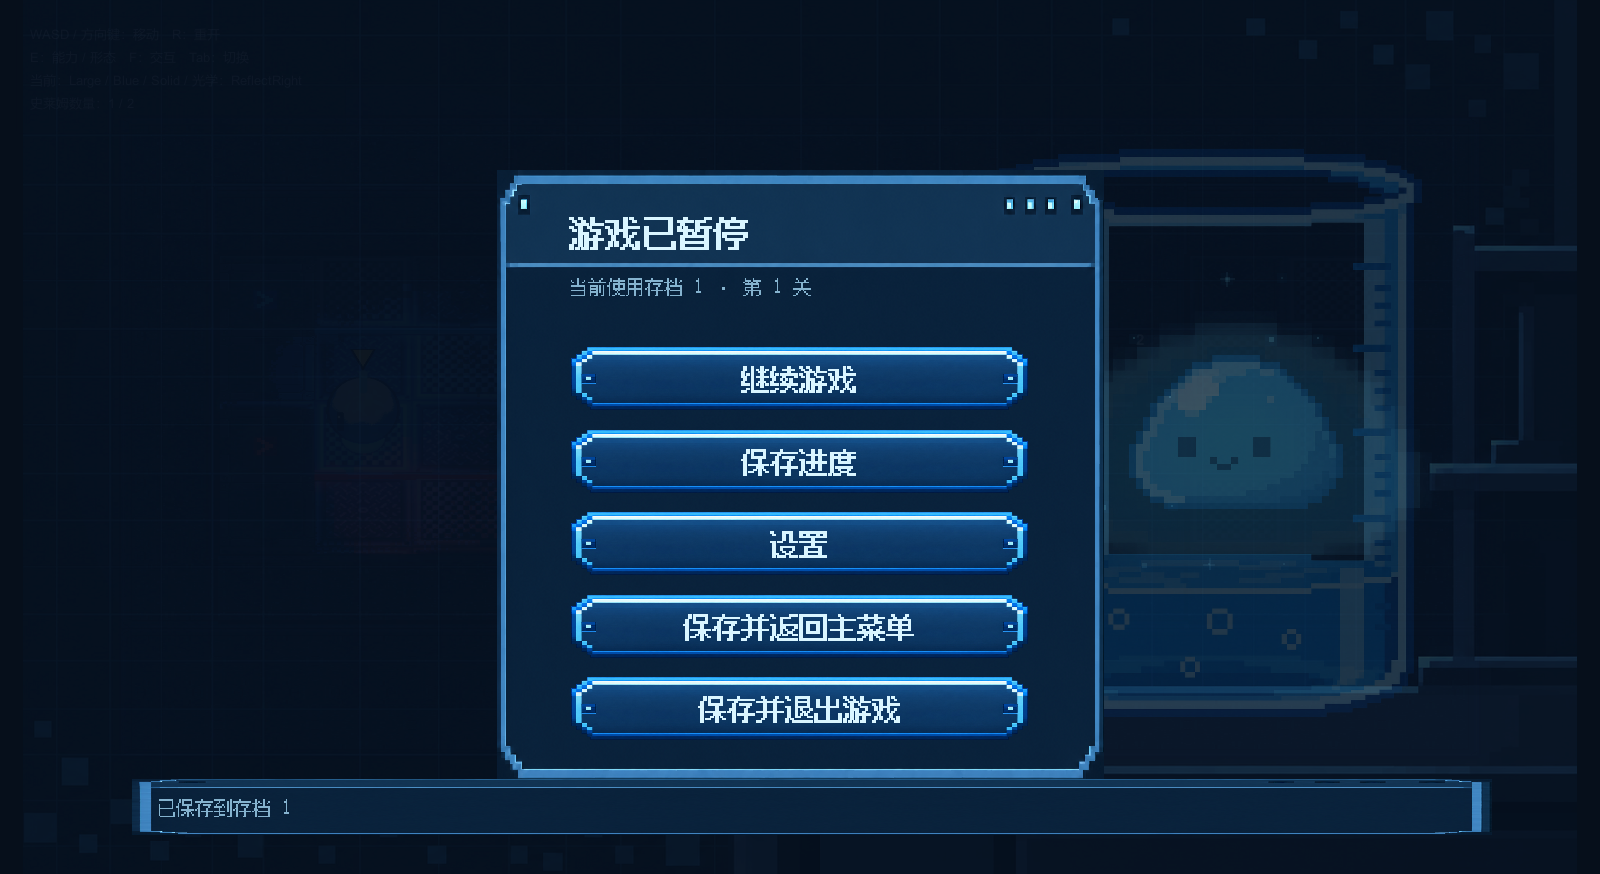 游戏已暂停
当前使用存档 1 · 第 1 关
继续游戏
保存进度
设置
保存并返回主菜单
保存并退出游戏
已保存到存档 1